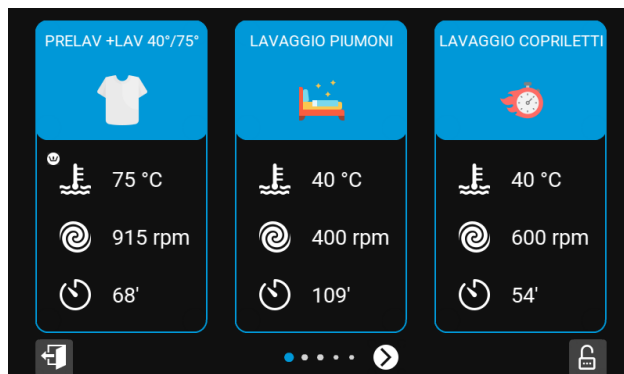 PRELAV +LAV 40°/75°
75 °C
915 rpm
68'
LAVAGGIO PIUMONI
40 °C
400 rpm
109'
LAVAGGIO COPRILETTI
40 °C
600 rpm
54'